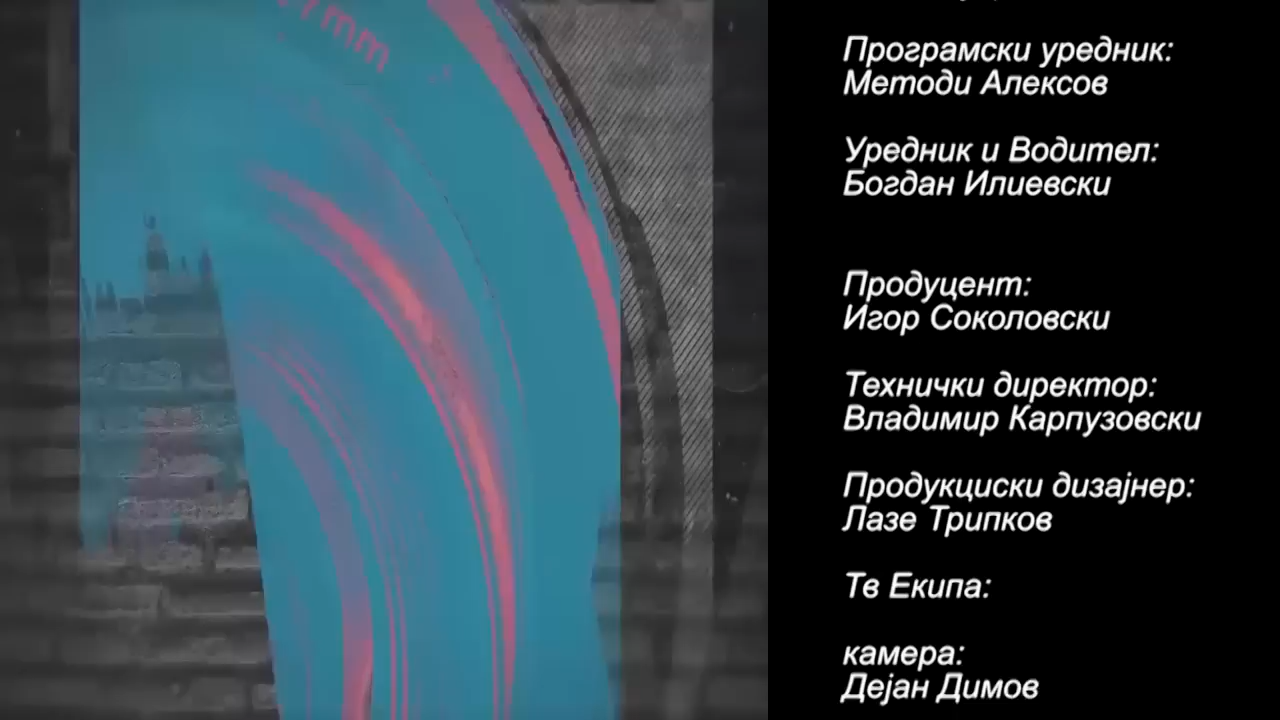 mm
Програмски уредник:
Методи Алексов
Уредник и Водител:
Богдан Илиевски
Продуцент:
Игор Соколовски
Технички директор:
Владимир Карпузовски
Продукциски дизајнер:
Лазе Трипков
Тв Екипа:
камера:
Дејан Димов